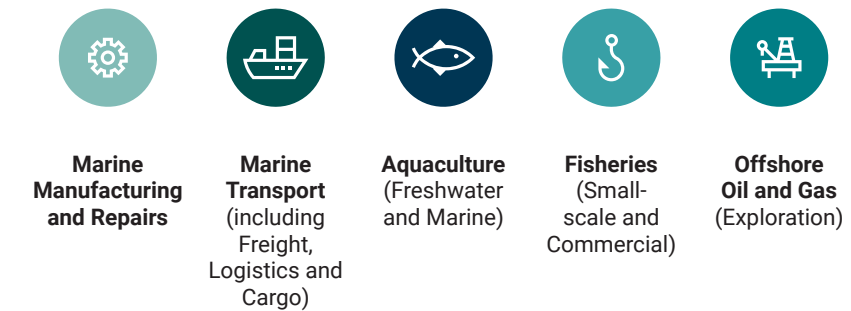 Marine
Manufacturing
and Repairs
Marine
Transport
(including
Freight,
Logistics and
Cargo)
Aquaculture
(Freshwater
and Marine)
Fisheries
(Small-
scale and
Commercial)
Offshore
Oil and Gas
(Exploration)